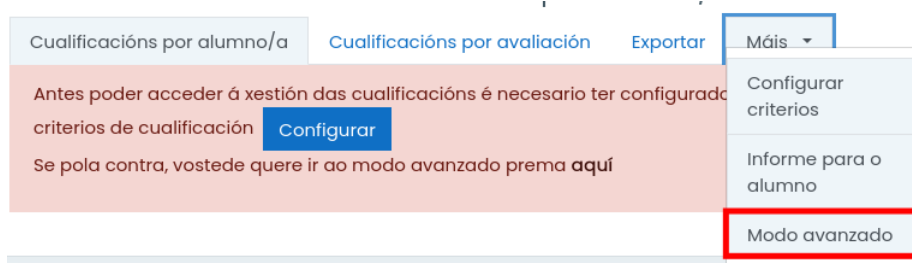 Cualificacións por alumno/a
Cualificacións por avaliación
Exportar
Máis
Antes poder acceder á xestión das cualificacións é necesario ter configurado
criterios de cualificación
Configurar
Se pola contra, vostede quere ir ao modo avanzado prema aquí
Configurar
criterios
Informe para o
alumno
Modo avanzado